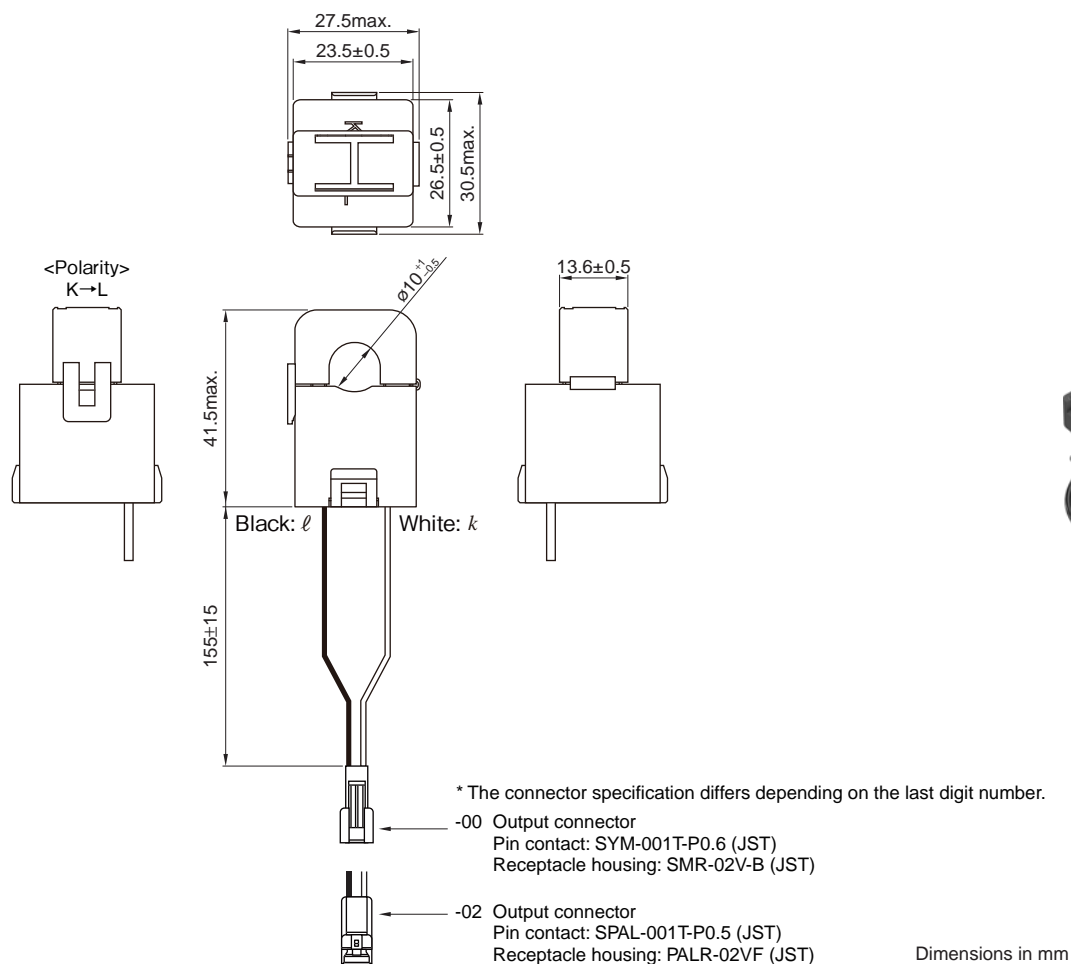 27.5max.
23.5±0.5
K
26.5±0.5
30.5max.
<Polarity>
K→L
ø10 +1 -0.5
13.6±0.5
41.5max.
Black: ℓ
White: k
155±15
* The connector specification differs depending on the last digit number.
-00 Output connector
Pin contact: SYM-001T-P0.6 (JST)
Receptacle housing: SMR-02V-B (JST)
-02 Output connector
Pin contact: SPAL-001T-P0.5 (JST)
Receptacle housing: PALR-02VF (JST)
Dimensions in mm